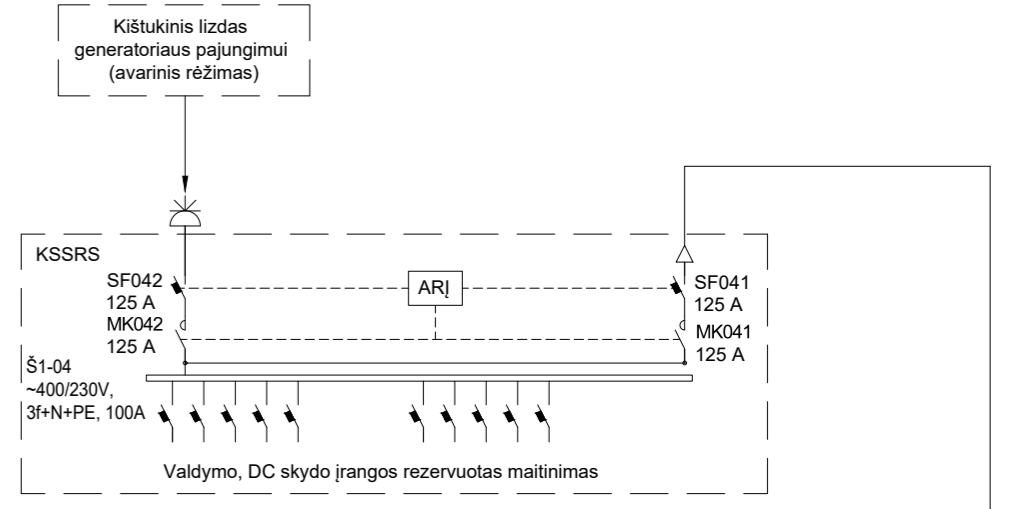 Kištukinis lizdas
generatoriaus pajungimui
(avarinis rėžimas)
KSSRS
SF042
125 A
ARĮ
SF041
125 A
MK042
125 A
MK041
125 A
Š1-04
~400/230V,
3f+N+PE, 100A
Valdymo, DC skydo įrangos rezervuotas maitinimas